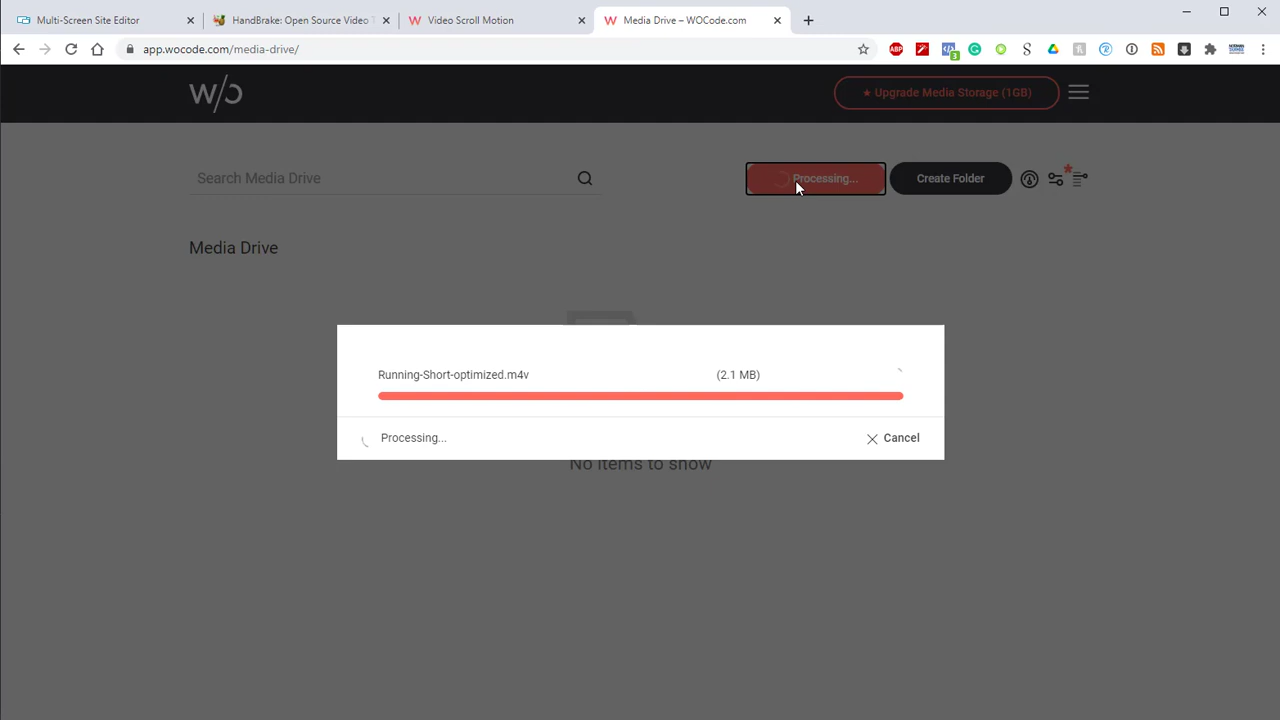 Multi-Screen Site Editor
HandBrake: Open Source Video T
Video Scroll Motion
Media Drive – WOCode.com
app.wocode.com/media-drive/
ABP
3
W/O
★ Upgrade Media Storage (1GB)
Search Media Drive
Processing...
Create Folder
Media Drive
Running-Short-optimized.m4v
(2.1 MB)
Processing...
Cancel
No items to show